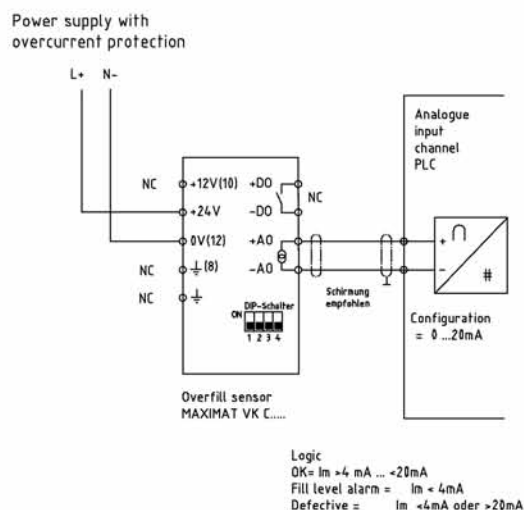 Power supply with
overcurrent protection
L+ N-
Analogue
input
channel
PLC
NC +12V(10) +DO NC
+24V -DO
0V(12) +AO + ∩
NC ⏚(8) -AO - #
NC ⏚
Schirmung
empfohlen
DIP-Schalter
ON
1 2 3 4
Configuration
= 0 ...20mA
Overfill sensor
MAXIMAT VK C.....
Logic
OK= Im >4 mA ... <20mA
Fill level alarm = Im < 4mA
Defective = Im <4mA oder >20mA